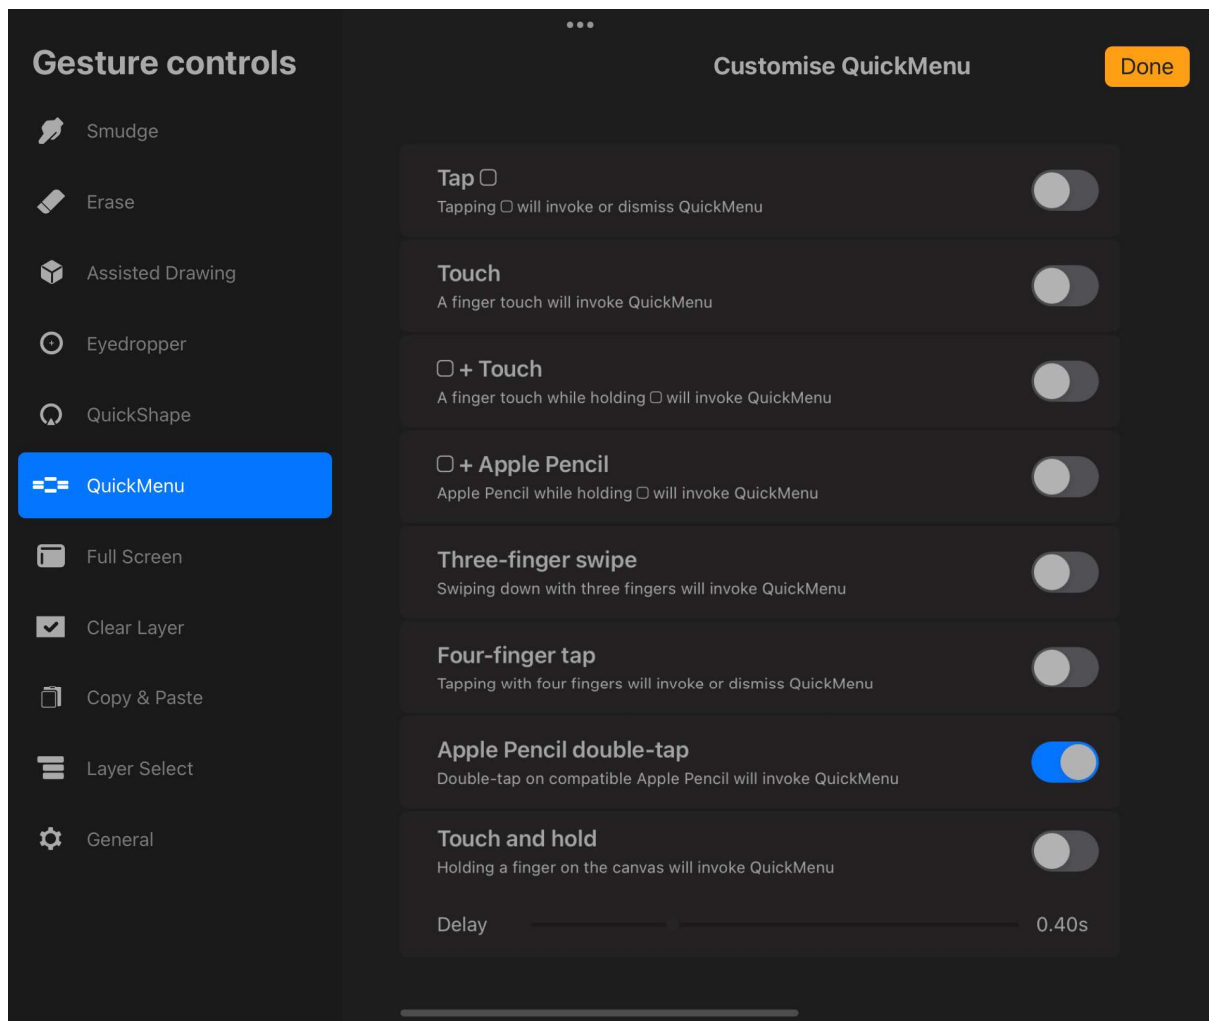 Gesture controls
Customise QuickMenu
Done
Smudge
Erase
Assisted Drawing
Eyedropper
QuickShape
QuickMenu
Full Screen
Clear Layer
Copy & Paste
Layer Select
General
Tap ▢
Tapping ▢ will invoke or dismiss QuickMenu
Touch
A finger touch will invoke QuickMenu
▢ + Touch
A finger touch while holding ▢ will invoke QuickMenu
▢ + Apple Pencil
Apple Pencil while holding ▢ will invoke QuickMenu
Three-finger swipe
Swiping down with three fingers will invoke QuickMenu
Four-finger tap
Tapping with four fingers will invoke or dismiss QuickMenu
Apple Pencil double-tap
Double-tap on compatible Apple Pencil will invoke QuickMenu
Touch and hold
Holding a finger on the canvas will invoke QuickMenu
Delay 0.40s